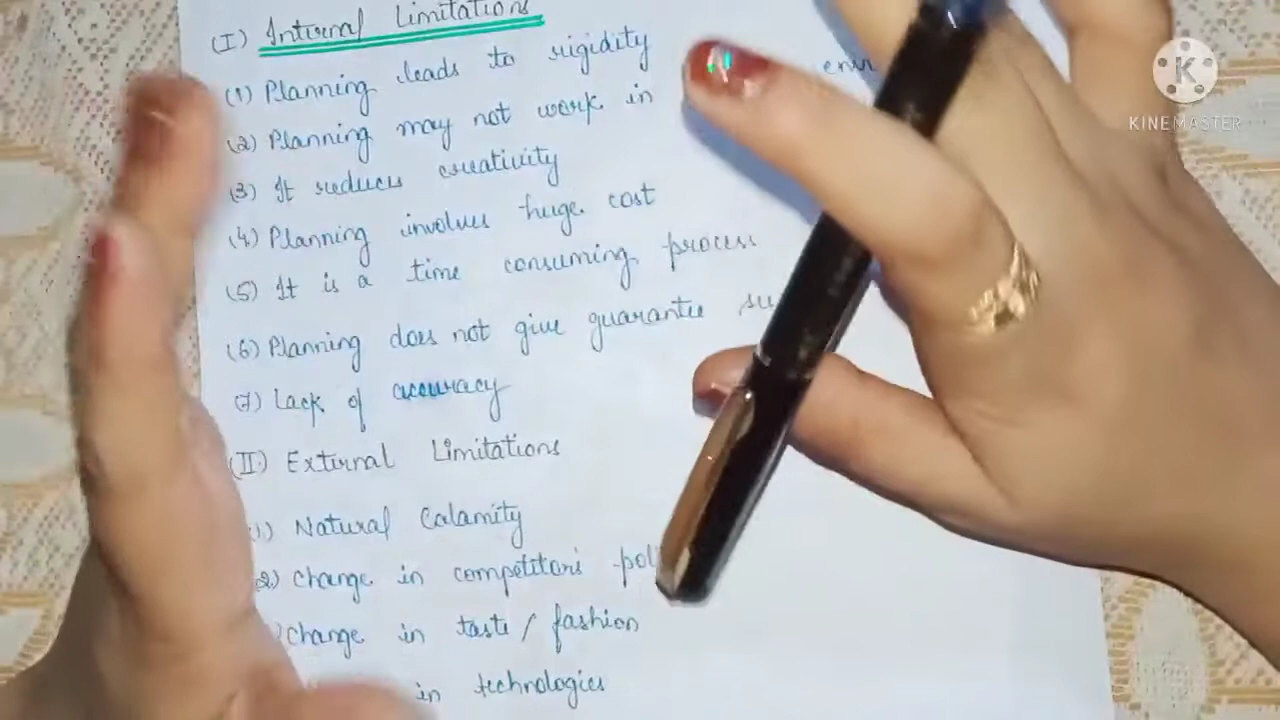 (I) Internal Limitations
(1) Planning leads to rigidity
(2) Planning may not work in
(3) It reduces creativity
(4) Planning involves huge cost
(5) It is a time consuming process
(6) Planning does not give guarantee
(7) Lack of accuracy
(II) External Limitations
1) Natural Calamity
2) Change in competitors
) Change in taste / fashion
in technologies
KINEMASTER